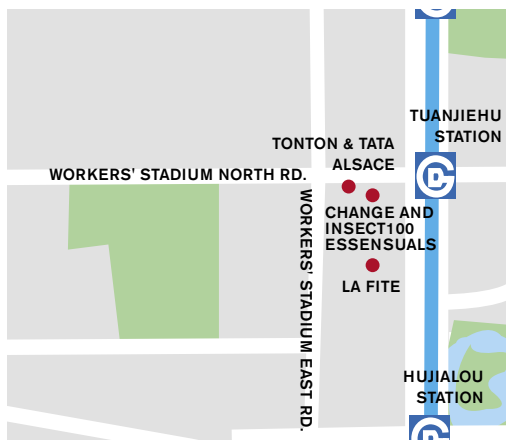 TUANJIEHU
STATION
TONTON & TATA
ALSACE
WORKERS' STADIUM NORTH RD.
CHANGE AND
INSECT100
ESSENSUALS
LA FITE
WORKERS' STADIUM EAST RD.
HUJIALOU
STATION